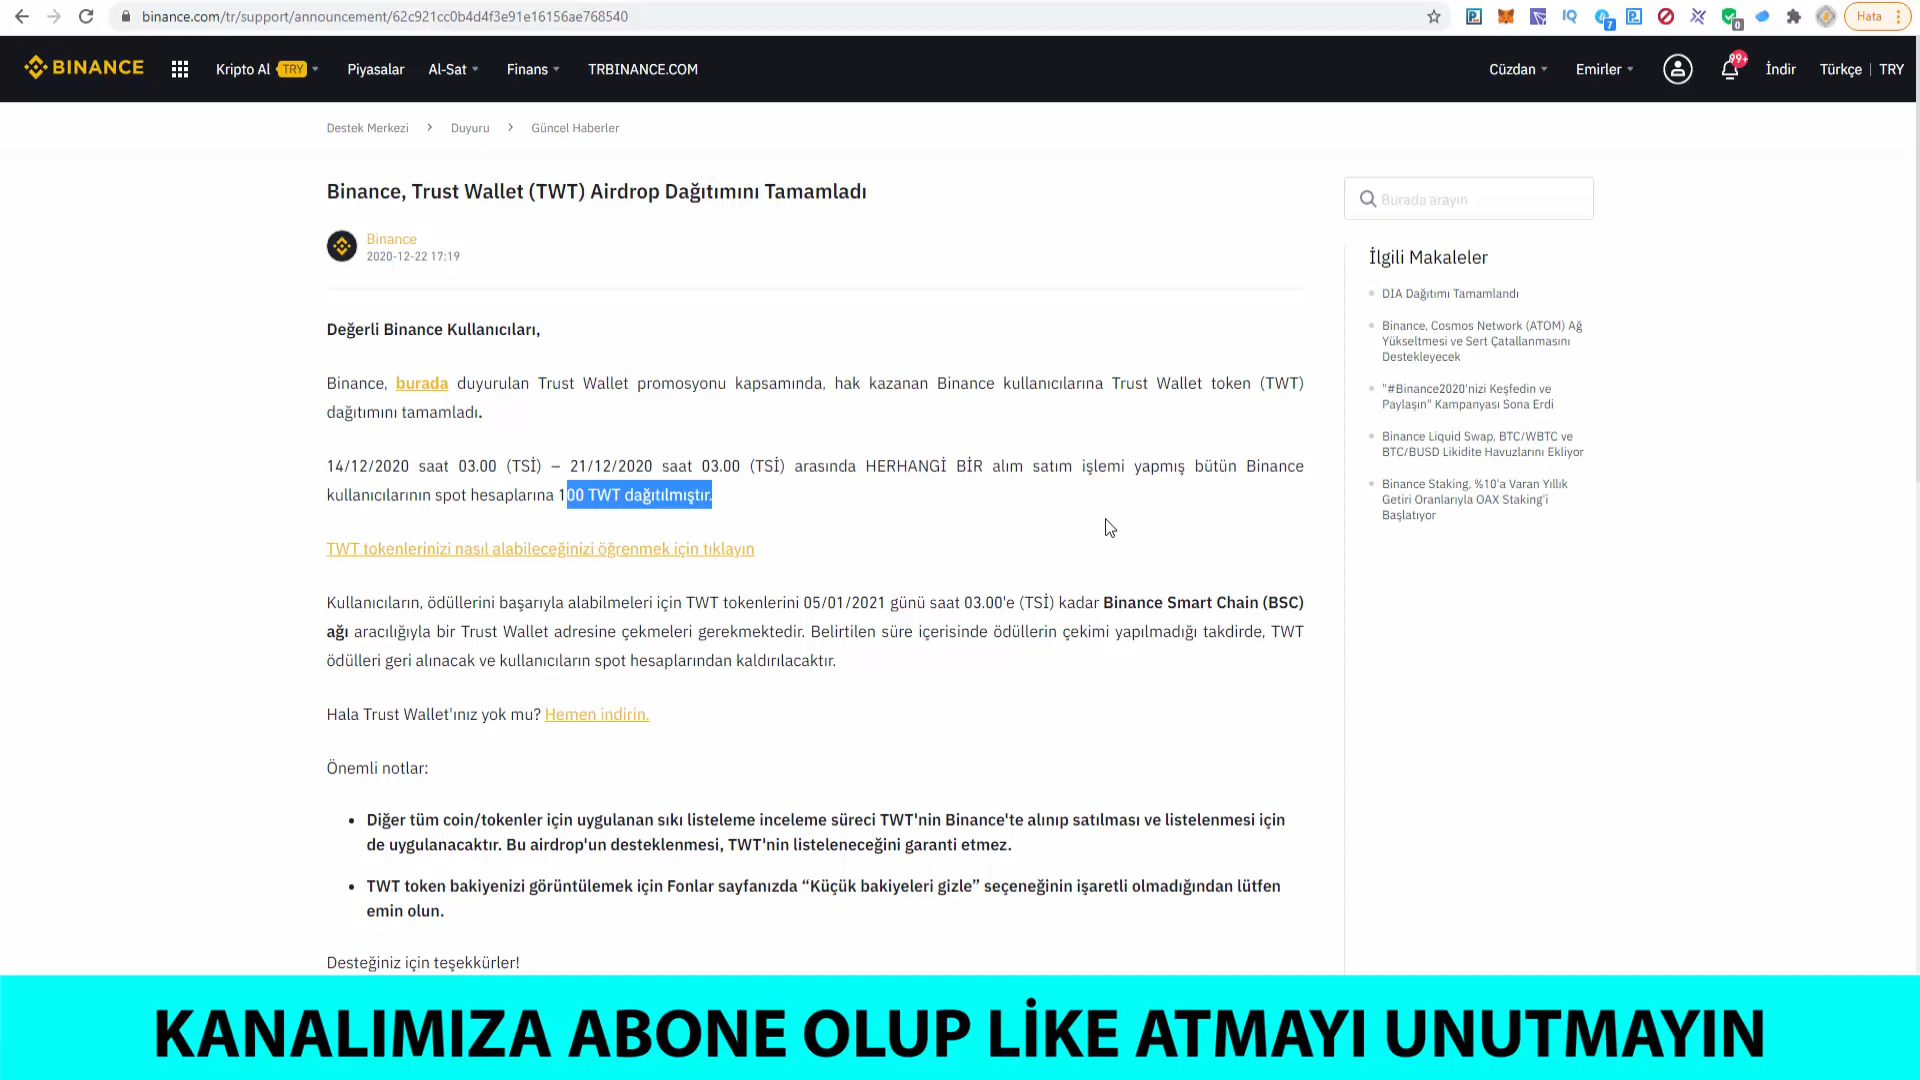 binance.com/tr/support/announcement/62c921cc0b4d4f3e91e16156ae768540
IQ
7
0
Hata
BINANCE
Kripto Al TRY
Piyasalar
Al-Sat
Finans
TRBINANCE.COM
Cüzdan
Emirler
99+
İndir
Türkçe | TRY
Destek Merkezi > Duyuru > Güncel Haberler
Binance, Trust Wallet (TWT) Airdrop Dağıtımını Tamamladı
Binance
2020-12-22 17:19
Değerli Binance Kullanıcıları,
Binance, burada duyurulan Trust Wallet promosyonu kapsamında, hak kazanan Binance kullanıcılarına Trust Wallet token (TWT)
dağıtımını tamamladı.
14/12/2020 saat 03.00 (TSİ) – 21/12/2020 saat 03.00 (TSİ) arasında HERHANGİ BİR alım satım işlemi yapmış bütün Binance
kullanıcılarının spot hesaplarına 100 TWT dağıtılmıştır.
TWT tokenlerinizi nasıl alabileceğinizi öğrenmek için tıklayın
Kullanıcıların, ödüllerini başarıyla alabilmeleri için TWT tokenlerini 05/01/2021 günü saat 03.00'e (TSİ) kadar Binance Smart Chain (BSC)
ağı aracılığıyla bir Trust Wallet adresine çekmeleri gerekmektedir. Belirtilen süre içerisinde ödüllerin çekimi yapılmadığı takdirde, TWT
ödülleri geri alınacak ve kullanıcıların spot hesaplarından kaldırılacaktır.
Hala Trust Wallet'ınız yok mu? Hemen indirin.
Önemli notlar:
• Diğer tüm coin/tokenler için uygulanan sıkı listeleme inceleme süreci TWT'nin Binance'te alınıp satılması ve listelenmesi için
de uygulanacaktır. Bu airdrop'un desteklenmesi, TWT'nin listeleneceğini garanti etmez.
• TWT token bakiyenizi görüntülemek için Fonlar sayfanızda “Küçük bakiyeleri gizle” seçeneğinin işaretli olmadığından lütfen
emin olun.
Desteğiniz için teşekkürler!
Burada arayın
İlgili Makaleler
DIA Dağıtımı Tamamlandı
Binance, Cosmos Network (ATOM) Ağ
Yükseltmesi ve Sert Çatallanmasını
Destekleyecek
"#Binance2020'nizi Keşfedin ve
Paylaşın" Kampanyası Sona Erdi
Binance Liquid Swap, BTC/WBTC ve
BTC/BUSD Likidite Havuzlarını Ekliyor
Binance Staking, %10'a Varan Yıllık
Getiri Oranlarıyla OAX Staking'i
Başlatıyor
KANALIMIZA ABONE OLUP LİKE ATMAYI UNUTMAYIN